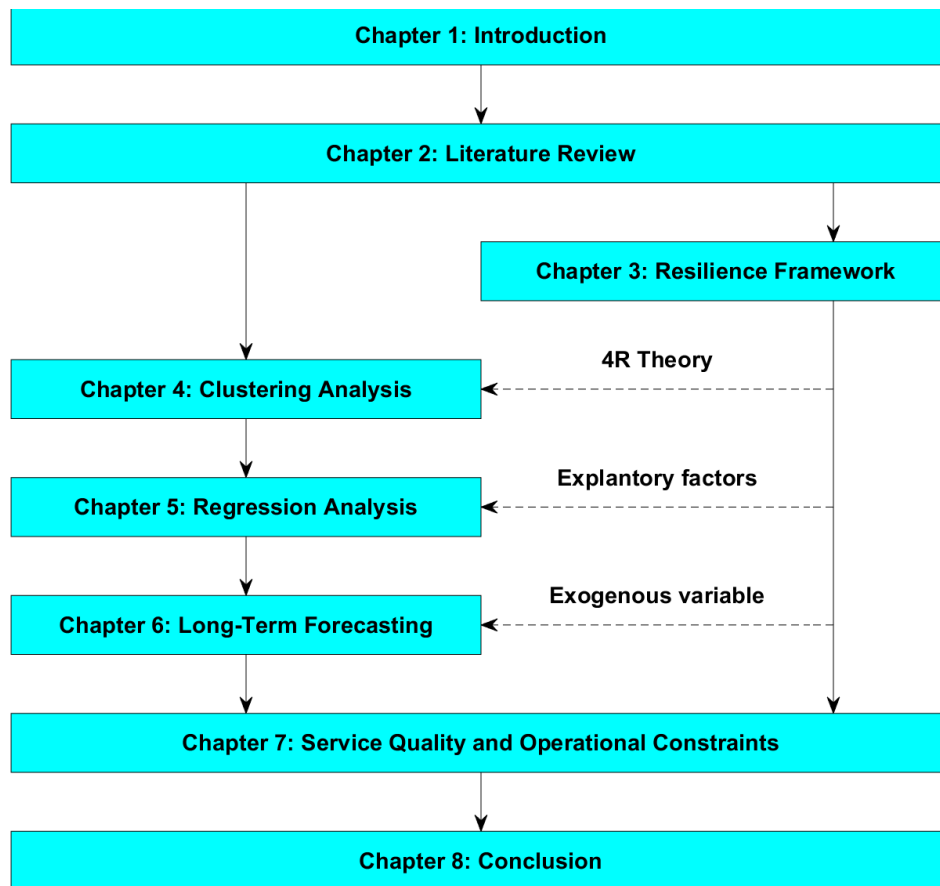 Chapter 1: Introduction
Chapter 2: Literature Review
Chapter 3: Resilience Framework
4R Theory
Chapter 4: Clustering Analysis
Explantory factors
Chapter 5: Regression Analysis
Exogenous variable
Chapter 6: Long-Term Forecasting
Chapter 7: Service Quality and Operational Constraints
Chapter 8: Conclusion